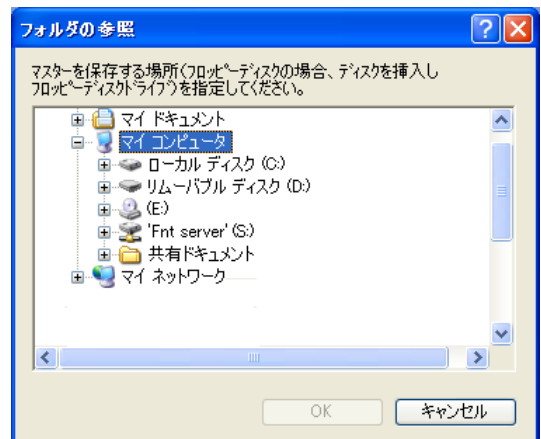 フォルダの参照
マスターを保存する場所(フロッピーディスクの場合、ディスクを挿入し
フロッピーディスクドライブ)を指定してください。
マイ ドキュメント
マイ コンピュータ
ローカル ディスク (C:)
リムーバブル ディスク (D:)
(E:)
'Fnt server' (S:)
共有ドキュメント
マイ ネットワーク
OK
キャンセル